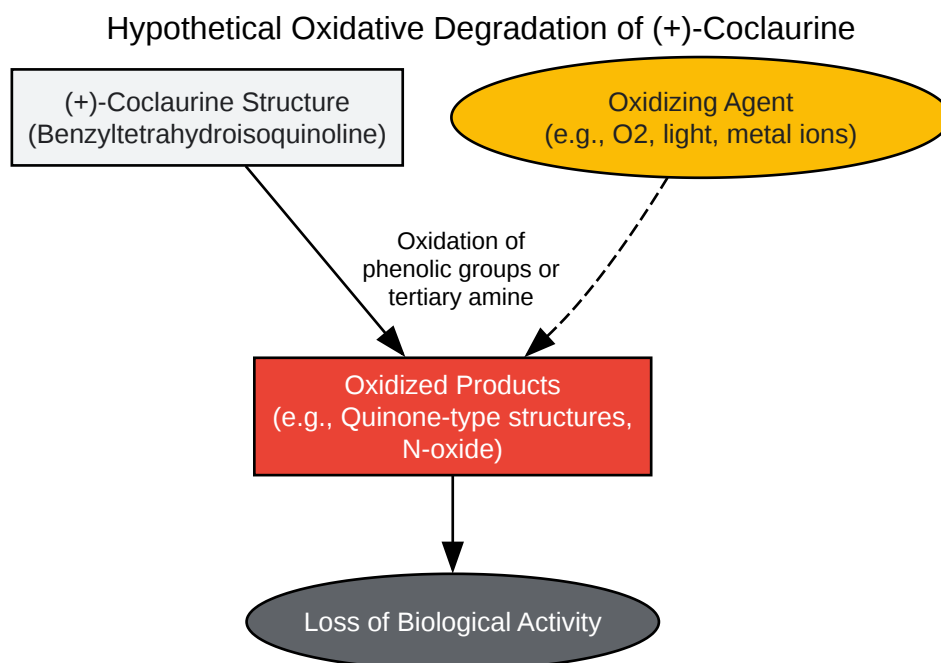 Hypothetical Oxidative Degradation of (+)-Coclaurine
(+)-Coclaurine Structure
(Benzyltetrahydroisoquinoline)
Oxidizing Agent
(e.g., O2, light, metal ions)
Oxidation of
phenolic groups or
tertiary amine
Oxidized Products
(e.g., Quinone-type structures,
N-oxide)
Loss of Biological Activity